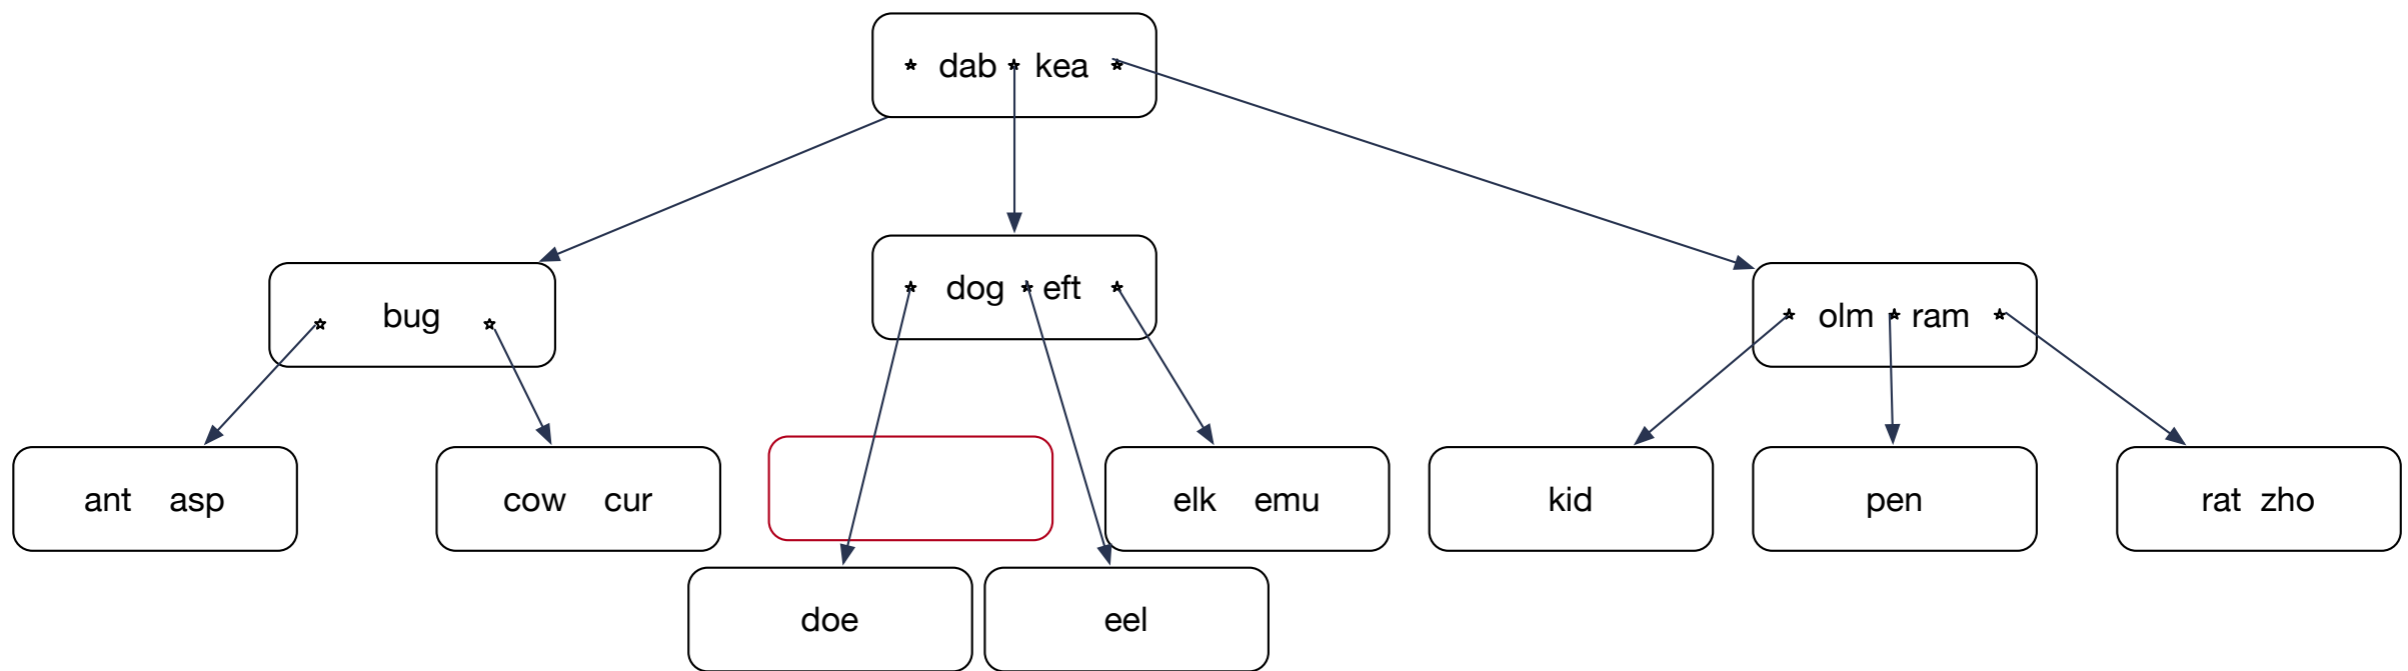 dab kea
bug
dog eft
olm ram
ant asp
cow cur
elk emu
kid
pen
rat zho
doe
eel